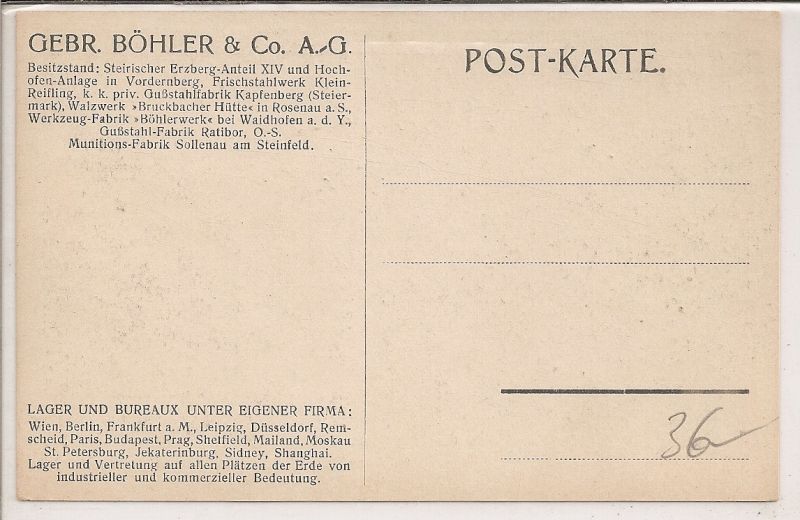 GEBR. BÖHLER & Co. A.-G.
Besitzstand: Steirischer Erzberg-Anteil XIV und Hoch-
ofen-Anlage in Vordernberg, Frischstahlwerk Klein-
Reifling, k. k. priv. Gußstahlfabrik Kapfenberg (Steier-
mark), Walzwerk »Bruckbacher Hütte« in Rosenau a. S.,
Werkzeug-Fabrik »Böhlerwerk« bei Waidhofen a. d. Y.,
Gußstahl-Fabrik Ratibor, O.-S.
Munitions-Fabrik Sollenau am Steinfeld.
LAGER UND BUREAUX UNTER EIGENER FIRMA:
Wien, Berlin, Frankfurt a. M., Leipzig, Düsseldorf, Rem-
scheid, Paris, Budapest, Prag, Sheffield, Mailand, Moskau
St. Petersburg, Jekaterinburg, Sidney, Shanghai.
Lager und Vertretung auf allen Plätzen der Erde von
industrieller und kommerzieller Bedeutung.
POST-KARTE.
36